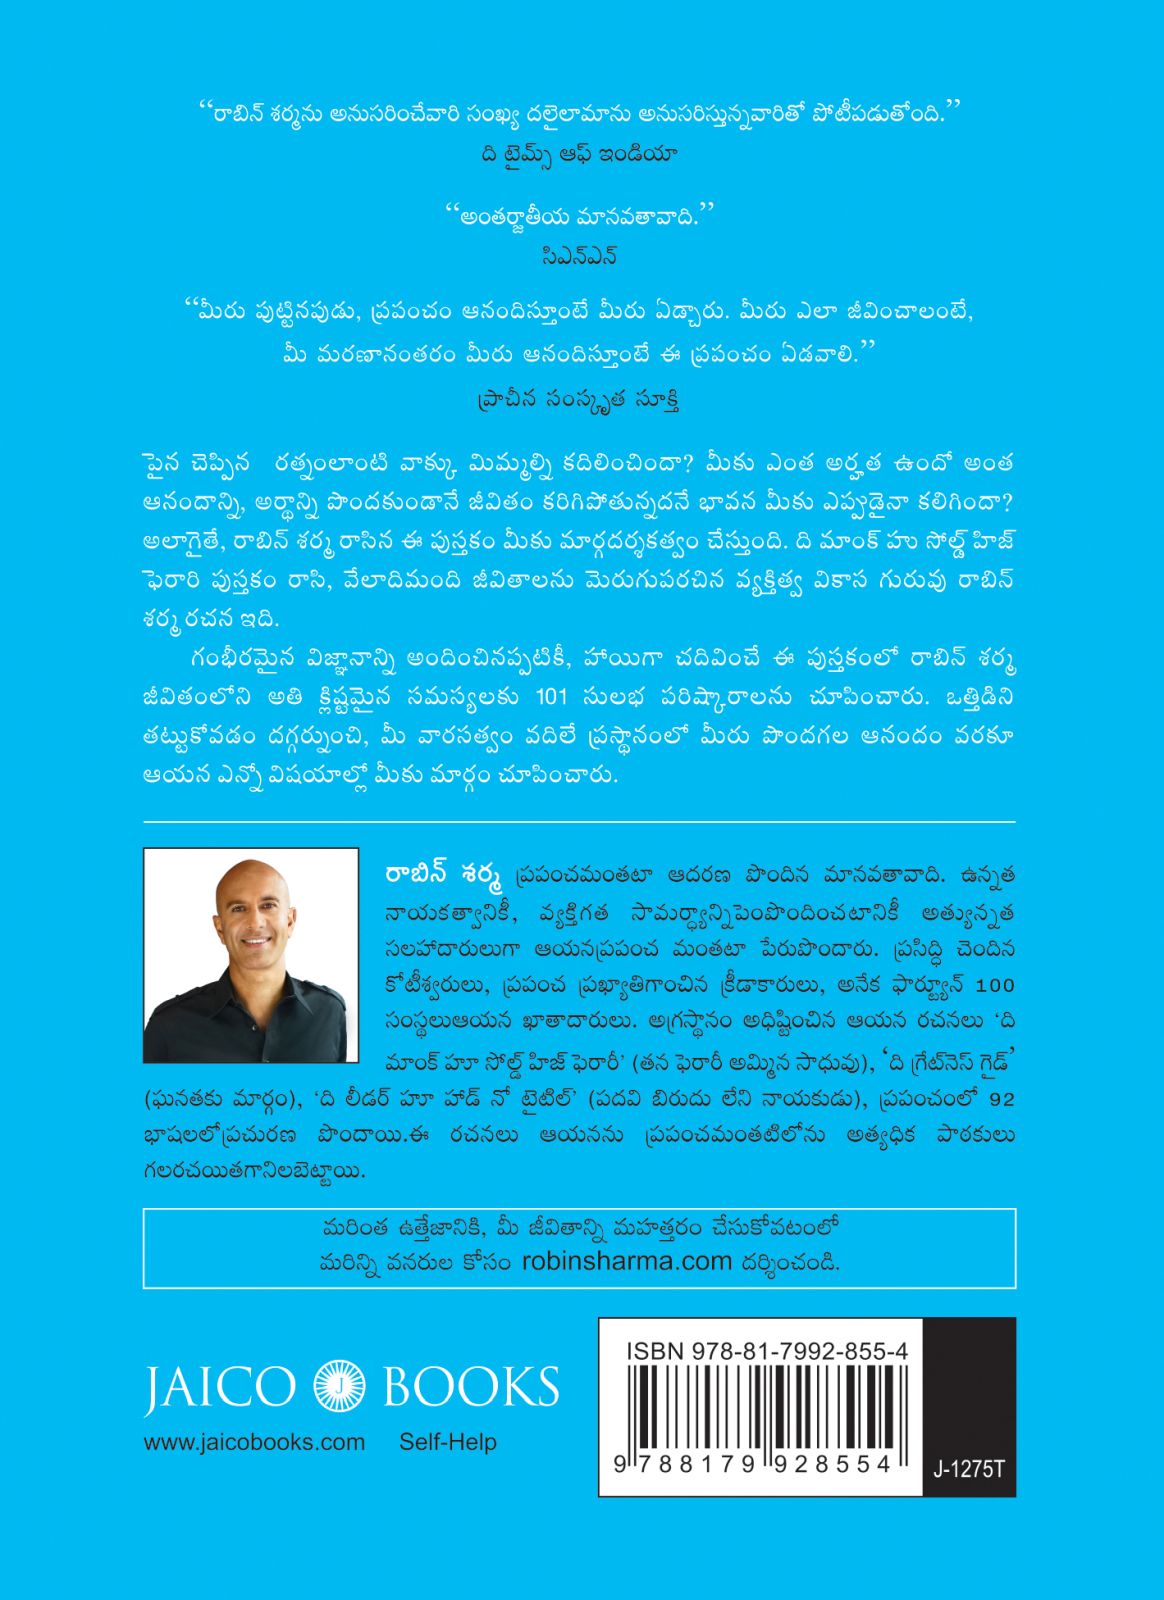 “రాబిన్ శర్మను అనుసరించేవారి సంఖ్య దలైలామాను అనుసరిస్తున్నవారితో పోటీపడుతోంది.”
ది టైమ్స్ ఆఫ్ ఇండియా
“అంతర్జాతీయ మానవతావాది.”
సిఎన్ఎన్
“మీరు పుట్టినపుడు, ప్రపంచం ఆనందిస్తూంటే మీరు ఏడ్చారు. మీరు ఎలా జీవించాలంటే,
మీ మరణానంతరం మీరు ఆనందిస్తూంటే ఈ ప్రపంచం ఏడవాలి.”
ప్రాచీన సంస్కృత సూక్తి
పైన చెప్పిన రత్నంలాంటి వాక్కు మిమ్మల్ని కదిలించిందా? మీకు ఎంత అర్హత ఉందో అంత
ఆనందాన్ని, అర్థాన్ని పొందకుండానే జీవితం కరిగిపోతున్నదనే భావన మీకు ఎప్పుడైనా కలిగిందా?
అలాగైతే, రాబిన్ శర్మ రాసిన ఈ పుస్తకం మీకు మార్గదర్శకత్వం చేస్తుంది. ది మాంక్ హు సోల్డ్ హిజ్
ఫెరారి పుస్తకం రాసి, వేలాదిమంది జీవితాలను మెరుగుపరచిన వ్యక్తిత్వ వికాస గురువు రాబిన్
శర్మ రచన ఇది.
గంభీరమైన విజ్ఞానాన్ని అందించినప్పటికీ, హాయిగా చదివించే ఈ పుస్తకంలో రాబిన్ శర్మ
జీవితంలోని అతి క్లిష్టమైన సమస్యలకు 101 సులభ పరిష్కారాలను చూపించారు. ఒత్తిడిని
తట్టుకోవడం దగ్గర్నుంచి, మీ వారసత్వం వదిలే ప్రస్థానంలో మీరు పొందగల ఆనందం వరకూ
ఆయన ఎన్నో విషయాల్లో మీకు మార్గం చూపించారు.
రాబిన్ శర్మ ప్రపంచమంతటా ఆదరణ పొందిన మానవతావాది. ఉన్నత
నాయకత్వానికీ, వ్యక్తిగత సామర్థ్యాన్నిపెంపొందించటానికీ అత్యున్నత
సలహాదారులుగా ఆయనప్రపంచ మంతటా పేరుపొందారు. ప్రసిద్ధి చెందిన
కోటీశ్వరులు, ప్రపంచ ప్రఖ్యాతిగాంచిన క్రీడాకారులు, అనేక ఫార్ట్యూన్ 100
సంస్థలుఆయన ఖాతాదారులు. అగ్రస్థానం అధిష్టించిన ఆయన రచనలు ‘ది
మాంక్ హూ సోల్డ్ హిజ్ ఫెరారీ’ (తన ఫెరారీ అమ్మిన సాధువు), ‘ది గ్రేట్‌నెస్ గైడ్’
(ఘనతకు మార్గం), ‘ది లీడర్ హూ హాడ్ నో టైటిల్’ (పదవి బిరుదు లేని నాయకుడు), ప్రపంచంలో 92
భాషలలోప్రచురణ పొందాయి.ఈ రచనలు ఆయనను ప్రపంచమంతటిలోను అత్యధిక పాఠకులు
గలరచయితగానిలబెట్టాయి.
మరింత ఉత్తేజానికి, మీ జీవితాన్ని మహత్తరం చేసుకోవటంలో
మరిన్ని వనరుల కోసం robinsharma.com దర్శించండి.
ISBN 978-81-7992-855-4
JAICO J BOOKS
www.jaicobooks.com Self-Help
9 788179 928554
J-1275T